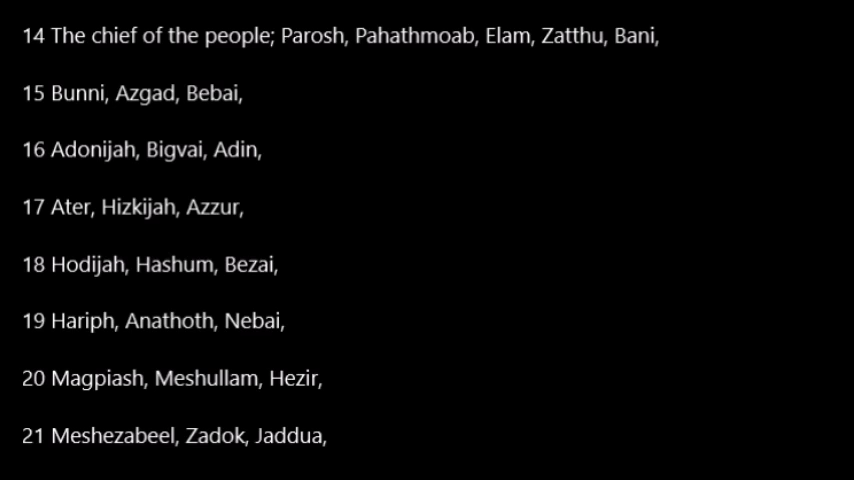 14 The chief of the people; Parosh, Pahathmoab, Elam, Zatthu, Bani,
15 Bunni, Azgad, Bebai,
16 Adonijah, Bigvai, Adin,
17 Ater, Hizkijah, Azzur,
18 Hodijah, Hashum, Bezai,
19 Hariph, Anathoth, Nebai,
20 Magpiash, Meshullam, Hezir,
21 Meshezabeel, Zadok, Jaddua,